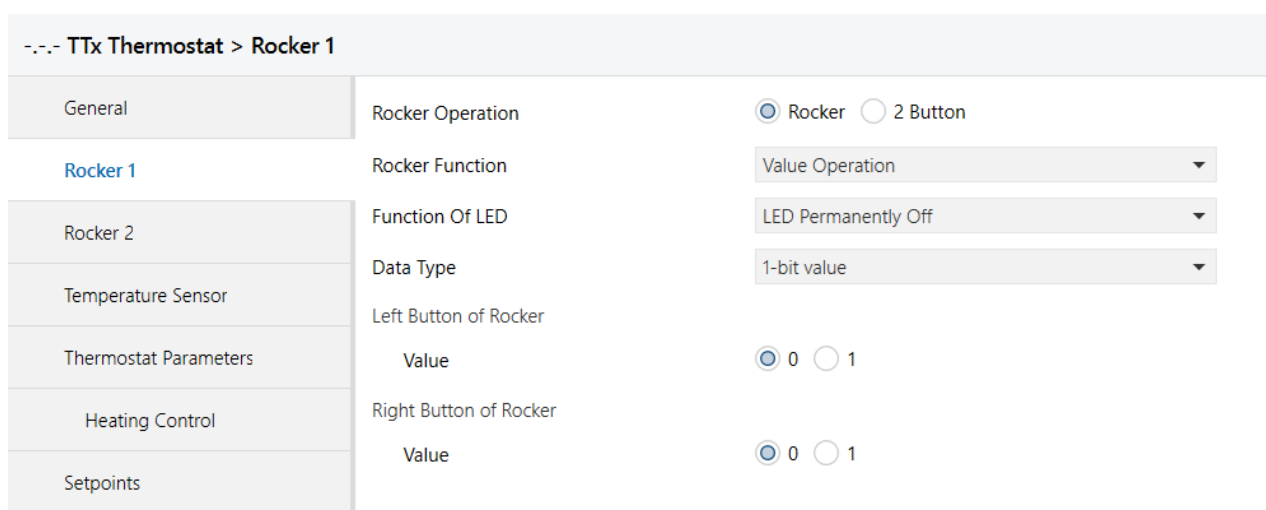 -.-.- TTx Thermostat > Rocker 1
General
Rocker Operation Rocker 2 Button
Rocker 1
Rocker Function Value Operation
Function Of LED LED Permanently Off
Rocker 2
Data Type 1-bit value
Temperature Sensor
Left Button of Rocker
Thermostat Parameters
Value 0 1
Right Button of Rocker
Heating Control
Value 0 1
Setpoints